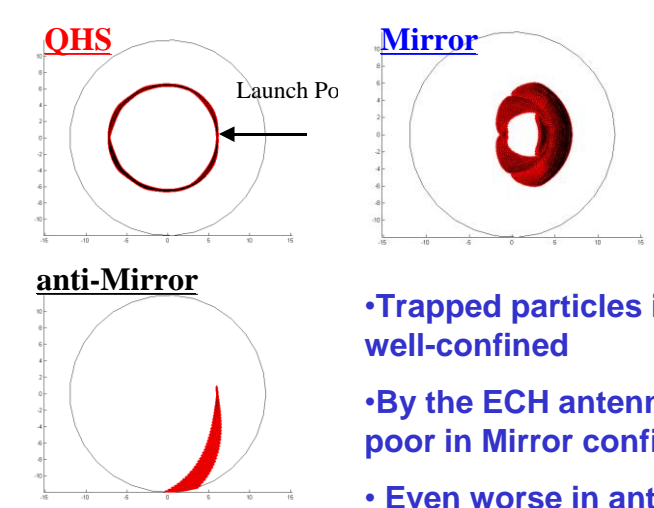 QHS
Mirror
Launch Po
anti-Mirror
•Trapped particles i
well-confined
•By the ECH antenn
poor in Mirror confi
• Even worse in ant